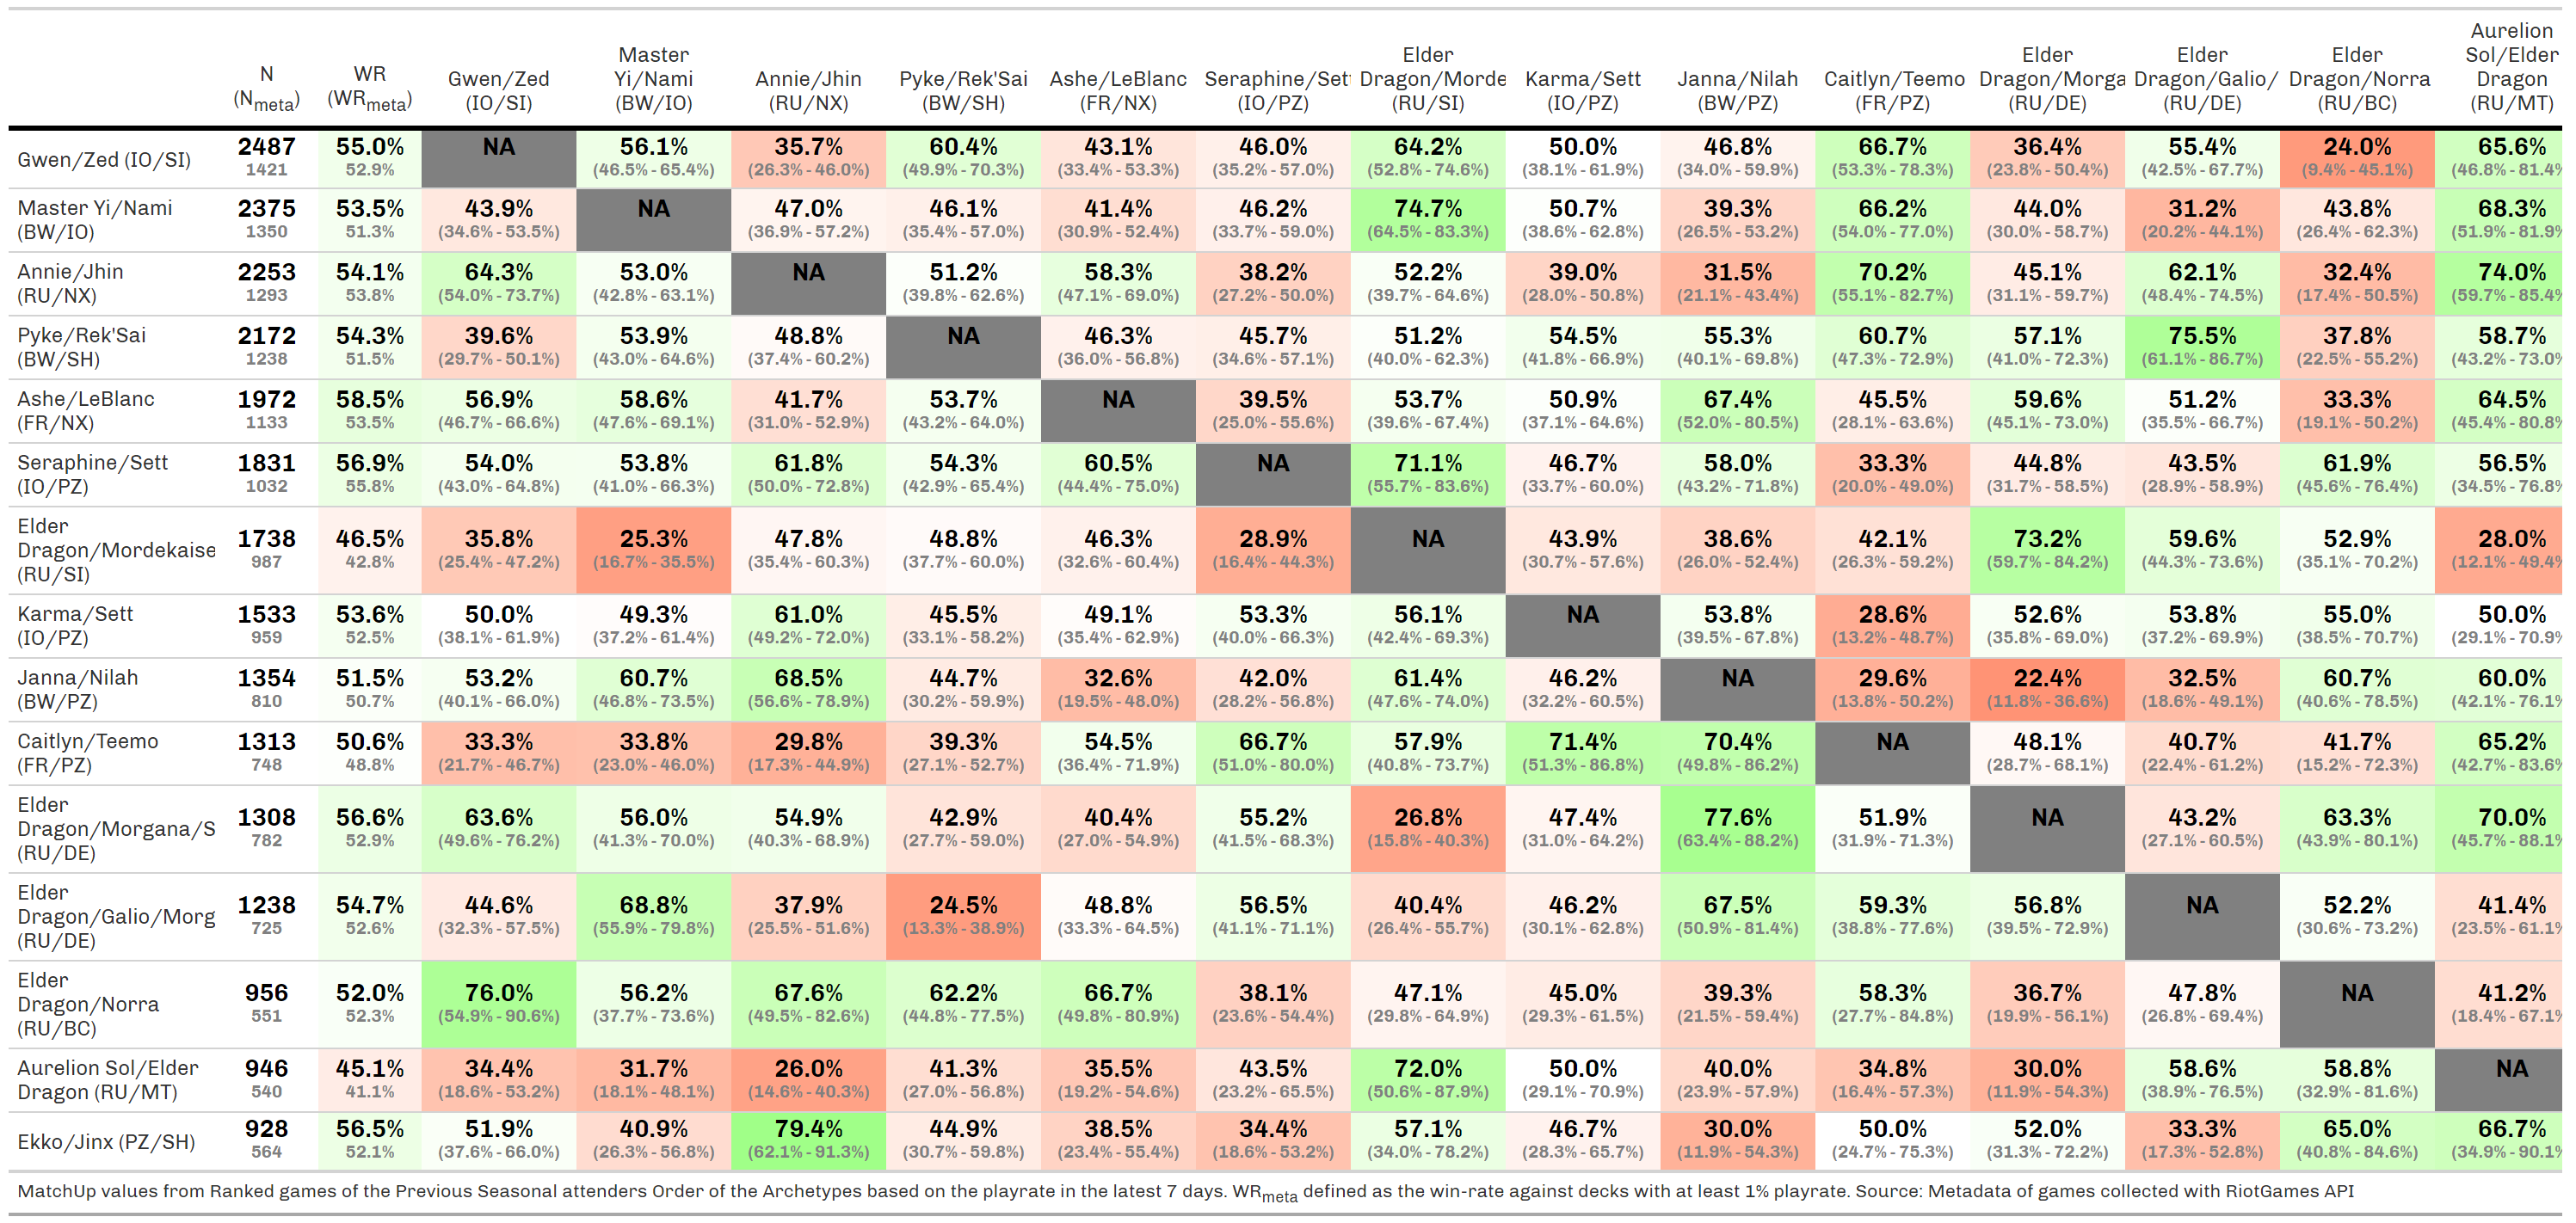 N (Nmeta) WR (WRmeta) Gwen/Zed (IO/SI) Master Yi/Nami (BW/IO) Annie/Jhin (RU/NX) Pyke/Rek'Sai (BW/SH) Ashe/LeBlanc (FR/NX) Seraphine/Sett (IO/PZ) Elder Dragon/Morde (RU/SI) Karma/Sett (IO/PZ) Janna/Nilah (BW/PZ) Caitlyn/Teemo (FR/PZ) Elder Dragon/Morga (RU/DE) Elder Dragon/Galio/ (RU/DE) Elder Dragon/Norra (RU/BC) Aurelion Sol/Elder Dragon (RU/MT)
Gwen/Zed (IO/SI) 2487 55.0% NA 56.1% 35.7% 60.4% 43.1% 46.0% 64.2% 50.0% 46.8% 66.7% 36.4% 55.4% 24.0% 65.6%
1421 52.9% (46.5% - 65.4%) (26.3% - 46.0%) (49.9% - 70.3%) (33.4% - 53.3%) (35.2% - 57.0%) (52.8% - 74.6%) (38.1% - 61.9%) (34.0% - 59.9%) (53.3% - 78.3%) (23.8% - 50.4%) (42.5% - 67.7%) (9.4% - 45.1%) (46.8% - 81.4%
Master Yi/Nami 2375 53.5% 43.9% NA 47.0% 46.1% 41.4% 46.2% 74.7% 50.7% 39.3% 66.2% 44.0% 31.2% 43.8% 68.3%
(BW/IO) 1350 51.3% (34.6% - 53.5%) (36.9% - 57.2%) (35.4% - 57.0%) (30.9% - 52.4%) (33.7% - 59.0%) (64.5% - 83.3%) (38.6% - 62.8%) (26.5% - 53.2%) (54.0% - 77.0%) (30.0% - 58.7%) (20.2% - 44.1%) (26.4% - 62.3%) (51.9% - 81.9%
Annie/Jhin 2253 54.1% 64.3% 53.0% NA 51.2% 58.3% 38.2% 52.2% 39.0% 31.5% 70.2% 45.1% 62.1% 32.4% 74.0%
(RU/NX) 1293 53.8% (54.0% - 73.7%) (42.8% - 63.1%) (39.8% - 62.6%) (47.1% - 69.0%) (27.2% - 50.0%) (39.7% - 64.6%) (28.0% - 50.8%) (21.1% - 43.4%) (55.1% - 82.7%) (31.1% - 59.7%) (48.4% - 74.5%) (17.4% - 50.5%) (59.7% - 85.4%
Pyke/Rek'Sai 2172 54.3% 39.6% 53.9% 48.8% NA 46.3% 45.7% 51.2% 54.5% 55.3% 60.7% 57.1% 75.5% 37.8% 58.7%
(BW/SH) 1238 51.5% (29.7% - 50.1%) (43.0% - 64.6%) (37.4% - 60.2%) (36.0% - 56.8%) (34.6% - 57.1%) (40.0% - 62.3%) (41.8% - 66.9%) (40.1% - 69.8%) (47.3% - 72.9%) (41.0% - 72.3%) (61.1% - 86.7%) (22.5% - 55.2%) (43.2% - 73.0%
Ashe/LeBlanc 1972 58.5% 56.9% 58.6% 41.7% 53.7% NA 39.5% 53.7% 50.9% 67.4% 45.5% 59.6% 51.2% 33.3% 64.5%
(FR/NX) 1133 53.5% (46.7% - 66.6%) (47.6% - 69.1%) (31.0% - 52.9%) (43.2% - 64.0%) (25.0% - 55.6%) (39.6% - 67.4%) (37.1% - 64.6%) (52.0% - 80.5%) (28.1% - 63.6%) (45.1% - 73.0%) (35.5% - 66.7%) (19.1% - 50.2%) (45.4% - 80.8%
Seraphine/Sett 1831 56.9% 54.0% 53.8% 61.8% 54.3% 60.5% NA 71.1% 46.7% 58.0% 33.3% 44.8% 43.5% 61.9% 56.5%
(IO/PZ) 1032 55.8% (43.0% - 64.8%) (41.0% - 66.3%) (50.0% - 72.8%) (42.9% - 65.4%) (44.4% - 75.0%) (55.7% - 83.6%) (33.7% - 60.0%) (43.2% - 71.8%) (20.0% - 49.0%) (31.7% - 58.5%) (28.9% - 58.9%) (45.6% - 76.4%) (34.5% - 76.8%
Elder
Dragon/Mordekaise 1738 46.5% 35.8% 25.3% 47.8% 48.8% 46.3% 28.9% NA 43.9% 38.6% 42.1% 73.2% 59.6% 52.9% 28.0%
(RU/SI) 987 42.8% (25.4% - 47.2%) (16.7% - 35.5%) (35.4% - 60.3%) (37.7% - 60.0%) (32.6% - 60.4%) (16.4% - 44.3%) (30.7% - 57.6%) (26.0% - 52.4%) (26.3% - 59.2%) (59.7% - 84.2%) (44.3% - 73.6%) (35.1% - 70.2%) (12.1% - 49.4%
Karma/Sett 1533 53.6% 50.0% 49.3% 61.0% 45.5% 49.1% 53.3% 56.1% NA 53.8% 28.6% 52.6% 53.8% 55.0% 50.0%
(IO/PZ) 959 52.5% (38.1% - 61.9%) (37.2% - 61.4%) (49.2% - 72.0%) (33.1% - 58.2%) (35.4% - 62.9%) (40.0% - 66.3%) (42.4% - 69.3%) (39.5% - 67.8%) (13.2% - 48.7%) (35.8% - 69.0%) (37.2% - 69.9%) (38.5% - 70.7%) (29.1% - 70.9%
Janna/Nilah 1354 51.5% 53.2% 60.7% 68.5% 44.7% 32.6% 42.0% 61.4% 46.2% NA 29.6% 22.4% 32.5% 60.7% 60.0%
(BW/PZ) 810 50.7% (40.1% - 66.0%) (46.8% - 73.5%) (56.6% - 78.9%) (30.2% - 59.9%) (19.5% - 48.0%) (28.2% - 56.8%) (47.6% - 74.0%) (32.2% - 60.5%) (13.8% - 50.2%) (11.8% - 36.6%) (18.6% - 49.1%) (40.6% - 78.5%) (42.1% - 76.1%
Caitlyn/Teemo 1313 50.6% 33.3% 33.8% 29.8% 39.3% 54.5% 66.7% 57.9% 71.4% 70.4% NA 48.1% 40.7% 41.7% 65.2%
(FR/PZ) 748 48.8% (21.7% - 46.7%) (23.0% - 46.0%) (17.3% - 44.9%) (27.1% - 52.7%) (36.4% - 71.9%) (51.0% - 80.0%) (40.8% - 73.7%) (51.3% - 86.8%) (49.8% - 86.2%) (28.7% - 68.1%) (22.4% - 61.2%) (15.2% - 72.3%) (42.7% - 83.6%
Elder
Dragon/Morgana/S 1308 56.6% 63.6% 56.0% 54.9% 42.9% 40.4% 55.2% 26.8% 47.4% 77.6% 51.9% NA 43.2% 63.3% 70.0%
(RU/DE) 782 52.9% (49.6% - 76.2%) (41.3% - 70.0%) (40.3% - 68.9%) (27.7% - 59.0%) (27.0% - 54.9%) (41.5% - 68.3%) (15.8% - 40.3%) (31.0% - 64.2%) (63.4% - 88.2%) (31.9% - 71.3%) (27.1% - 60.5%) (43.9% - 80.1%) (45.7% - 88.1%
Elder
Dragon/Galio/Morg 1238 54.7% 44.6% 68.8% 37.9% 24.5% 48.8% 56.5% 40.4% 46.2% 67.5% 59.3% 56.8% NA 52.2% 41.4%
(RU/DE) 725 52.6% (32.3% - 57.5%) (55.9% - 79.8%) (25.5% - 51.6%) (13.3% - 38.9%) (33.3% - 64.5%) (41.1% - 71.1%) (26.4% - 55.7%) (30.1% - 62.8%) (50.9% - 81.4%) (38.8% - 77.6%) (39.5% - 72.9%) (30.6% - 73.2%) (23.5% - 61.1%
Elder
Dragon/Norra 956 52.0% 76.0% 56.2% 67.6% 62.2% 66.7% 38.1% 47.1% 45.0% 39.3% 58.3% 36.7% 47.8% NA 41.2%
(RU/BC) 551 52.3% (54.9% - 90.6%) (37.7% - 73.6%) (49.5% - 82.6%) (44.8% - 77.5%) (49.8% - 80.9%) (23.6% - 54.4%) (29.8% - 64.9%) (29.3% - 61.5%) (21.5% - 59.4%) (27.7% - 84.8%) (19.9% - 56.1%) (26.8% - 69.4%) (18.4% - 67.1%
Aurelion Sol/Elder 946 45.1% 34.4% 31.7% 26.0% 41.3% 35.5% 43.5% 72.0% 50.0% 40.0% 34.8% 30.0% 58.6% 58.8% NA
Dragon (RU/MT) 540 41.1% (18.6% - 53.2%) (18.1% - 48.1%) (14.6% - 40.3%) (27.0% - 56.8%) (19.2% - 54.6%) (23.2% - 65.5%) (50.6% - 87.9%) (29.1% - 70.9%) (23.9% - 57.9%) (16.4% - 57.3%) (11.9% - 54.3%) (38.9% - 76.5%) (32.9% - 81.6%)
Ekko/Jinx (PZ/SH) 928 56.5% 51.9% 40.9% 79.4% 44.9% 38.5% 34.4% 57.1% 46.7% 30.0% 50.0% 52.0% 33.3% 65.0% 66.7%
564 52.1% (37.6% - 66.0%) (26.3% - 56.8%) (62.1% - 91.3%) (30.7% - 59.8%) (23.4% - 55.4%) (18.6% - 53.2%) (34.0% - 78.2%) (28.3% - 65.7%) (11.9% - 54.3%) (24.7% - 75.3%) (31.3% - 72.2%) (17.3% - 52.8%) (40.8% - 84.6%) (34.9% - 90.1%
MatchUp values from Ranked games of the Previous Seasonal attenders Order of the Archetypes based on the playrate in the latest 7 days. WRmeta defined as the win-rate against decks with at least 1% playrate. Source: Metadata of games collected with RiotGames API